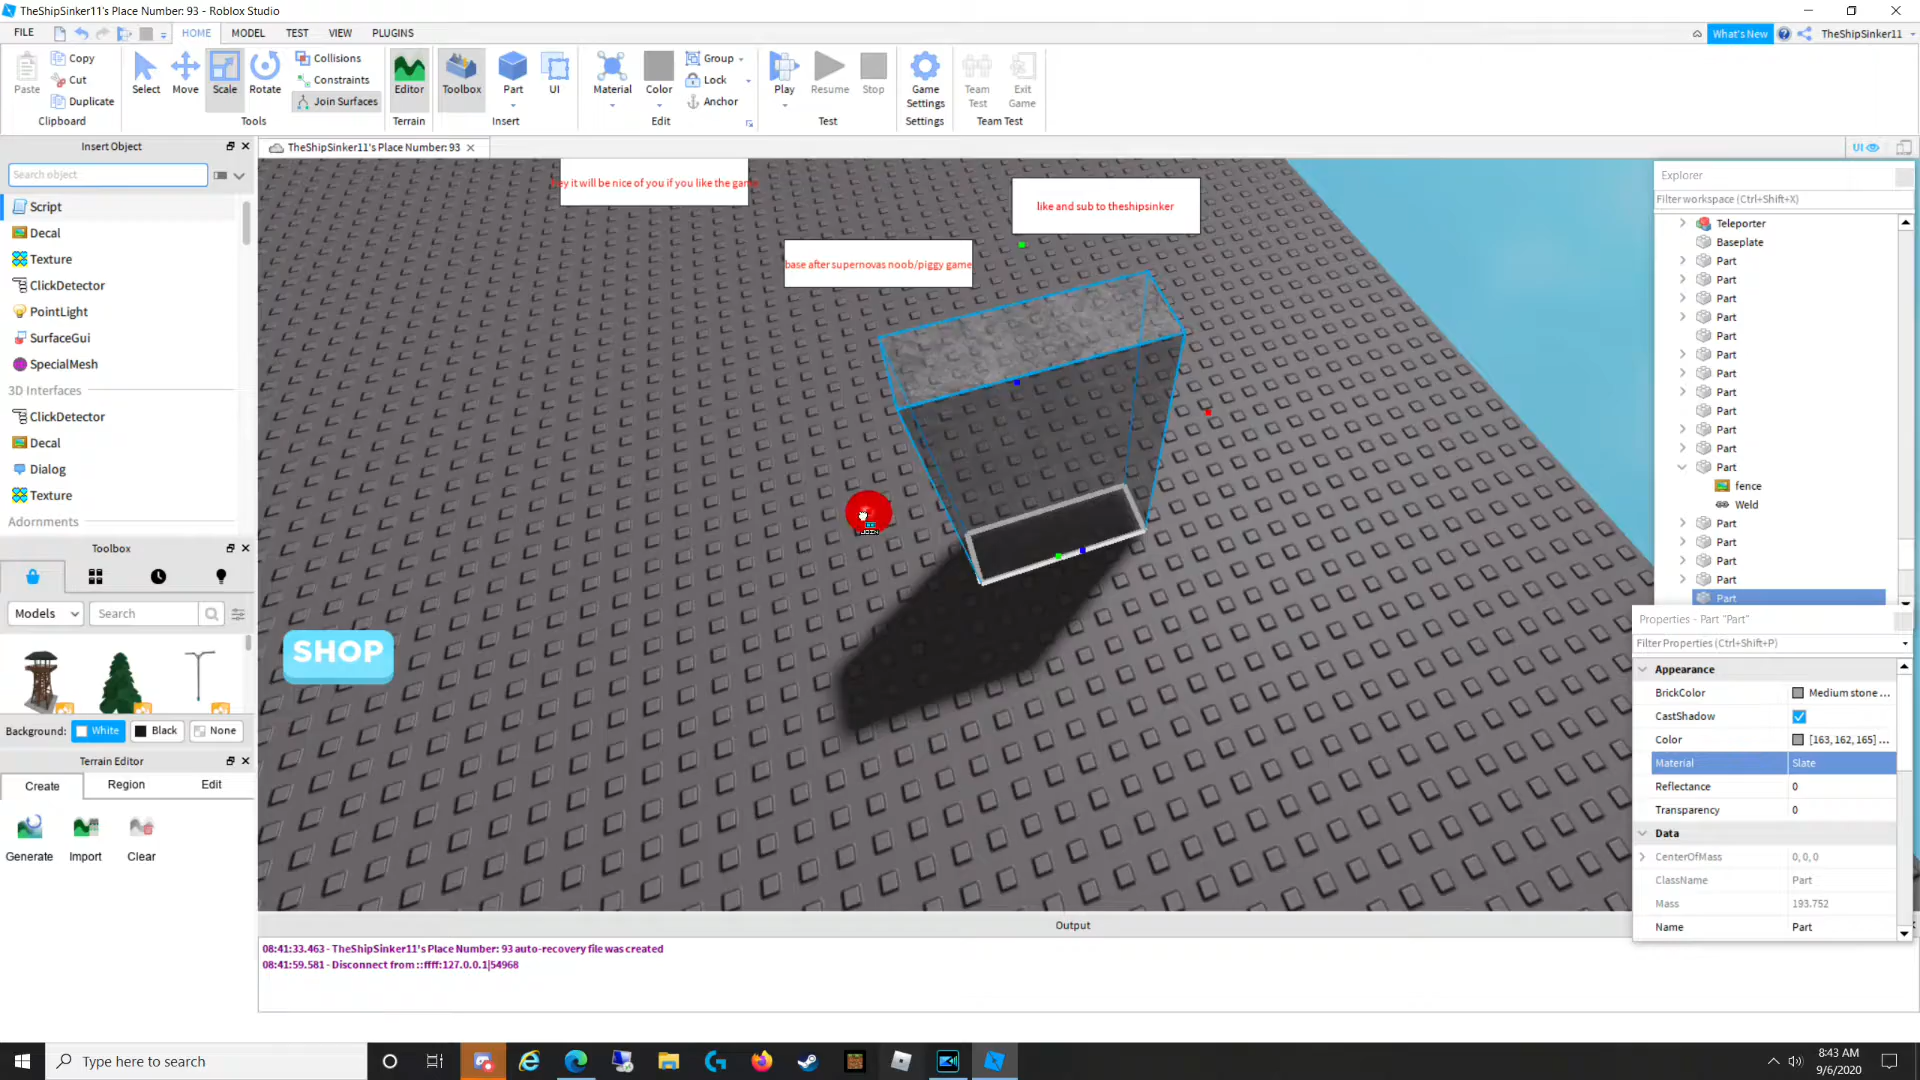 TheShipSinker11's Place Number: 93 - Roblox Studio
FILE
HOME
MODEL
TEST
VIEW
PLUGINS
What's New
TheShipSinker11
Paste
Copy
Cut
Duplicate
Clipboard
Select
Move
Scale
Rotate
Collisions
Constraints
Join Surfaces
Tools
Editor
Terrain
Toolbox
Part
UI
Insert
Material
Color
Group
Lock
Anchor
Edit
Play
Resume
Stop
Test
Game Settings
Settings
Team Test
Exit Game
Team Test
Insert Object
Search object
Script
Decal
Texture
ClickDetector
PointLight
SurfaceGui
SpecialMesh
3D Interfaces
ClickDetector
Decal
Dialog
Texture
Adornments
Toolbox
Models
Search
Background:
White
Black
None
Terrain Editor
Create
Region
Edit
Generate
Import
Clear
TheShipSinker11's Place Number: 93
UI
hey it will be nice of you if you like the game
like and sub to theshipsinker
base after supernovas noob/piggy game
JOIN
SHOP
Explorer
Filter workspace (Ctrl+Shift+X)
Teleporter
Baseplate
Part
Part
Part
Part
Part
Part
Part
Part
Part
Part
Part
Part
fence
Weld
Part
Part
Part
Part
Part
Properties - Part "Part"
Filter Properties (Ctrl+Shift+P)
Appearance
BrickColor
Medium stone ...
CastShadow
Color
[163, 162, 165] ...
Material
Slate
Reflectance
0
Transparency
0
Data
CenterOfMass
0, 0, 0
ClassName
Part
Mass
193.752
Name
Part
Output
08:41:33.463 - TheShipSinker11's Place Number: 93 auto-recovery file was created
08:41:59.581 - Disconnect from ::ffff:127.0.0.1|54968
Type here to search
8:43 AM
9/6/2020